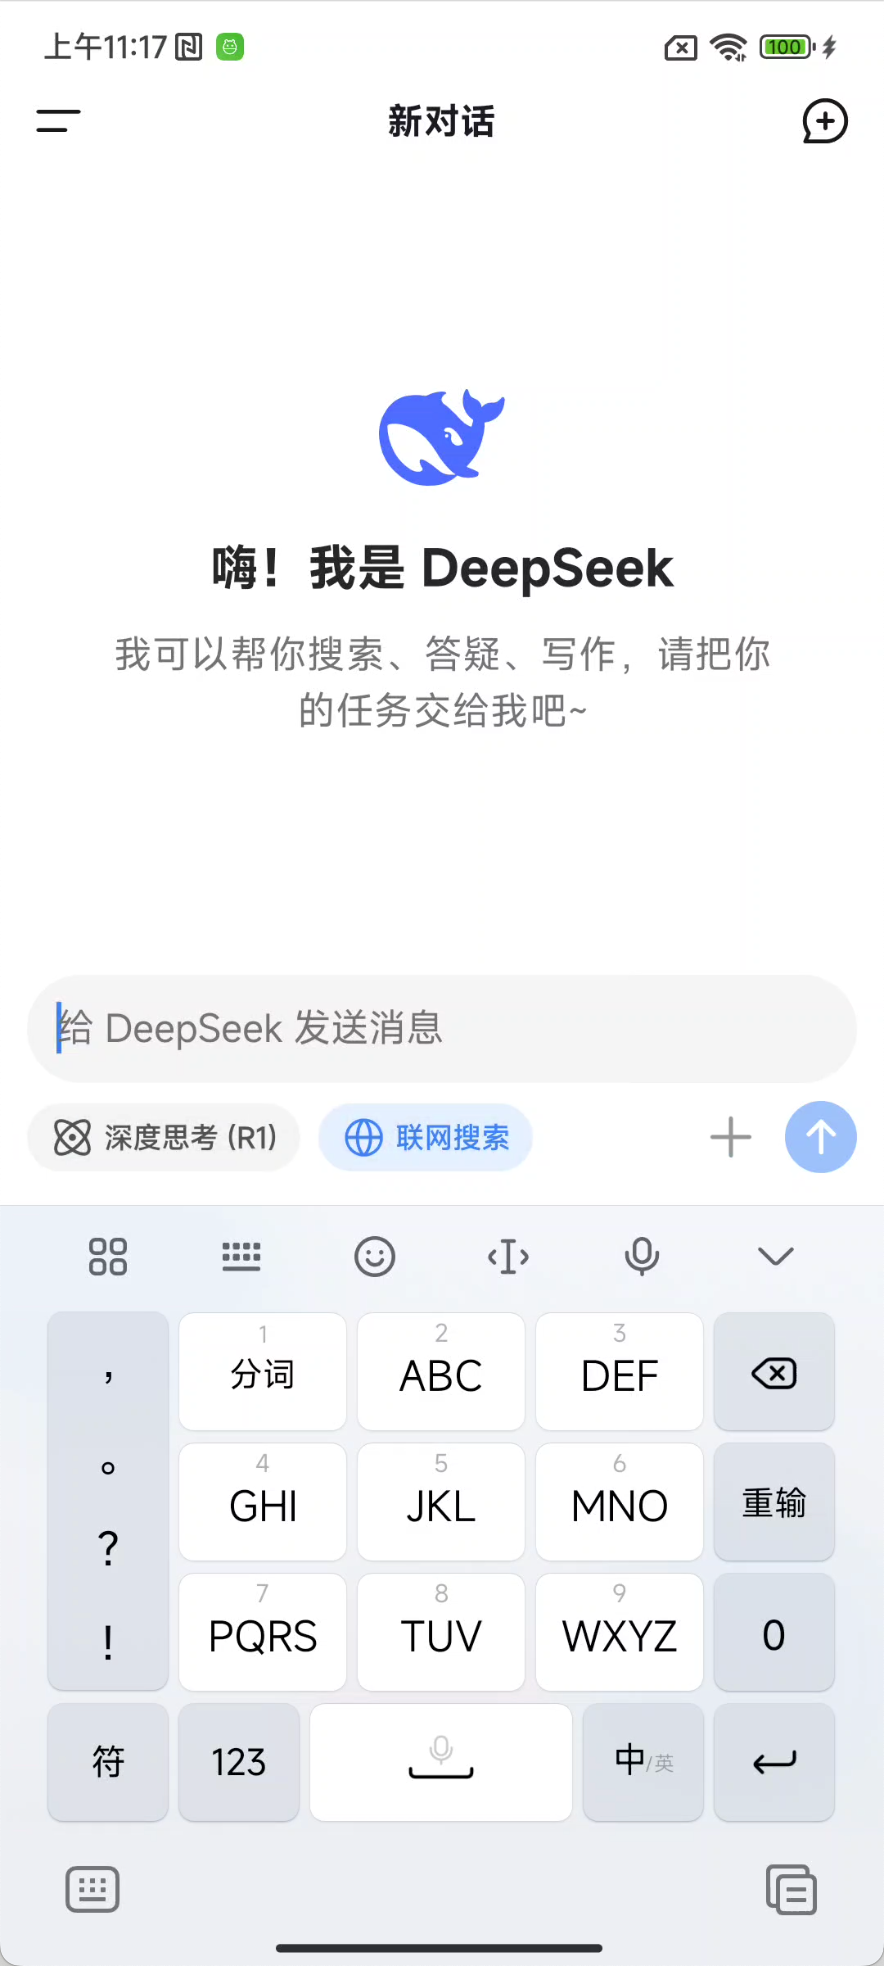 上午11:17
100
新对话
嗨！我是 DeepSeek
我可以帮你搜索、答疑、写作，请把你
的任务交给我吧~
给 DeepSeek 发送消息
深度思考 (R1) 联网搜索
，
。
?
!
1 2 3
分词 ABC DEF
4 5 6
GHI JKL MNO 重输
7 8 9
PQRS TUV WXYZ 0
符 123 中/英